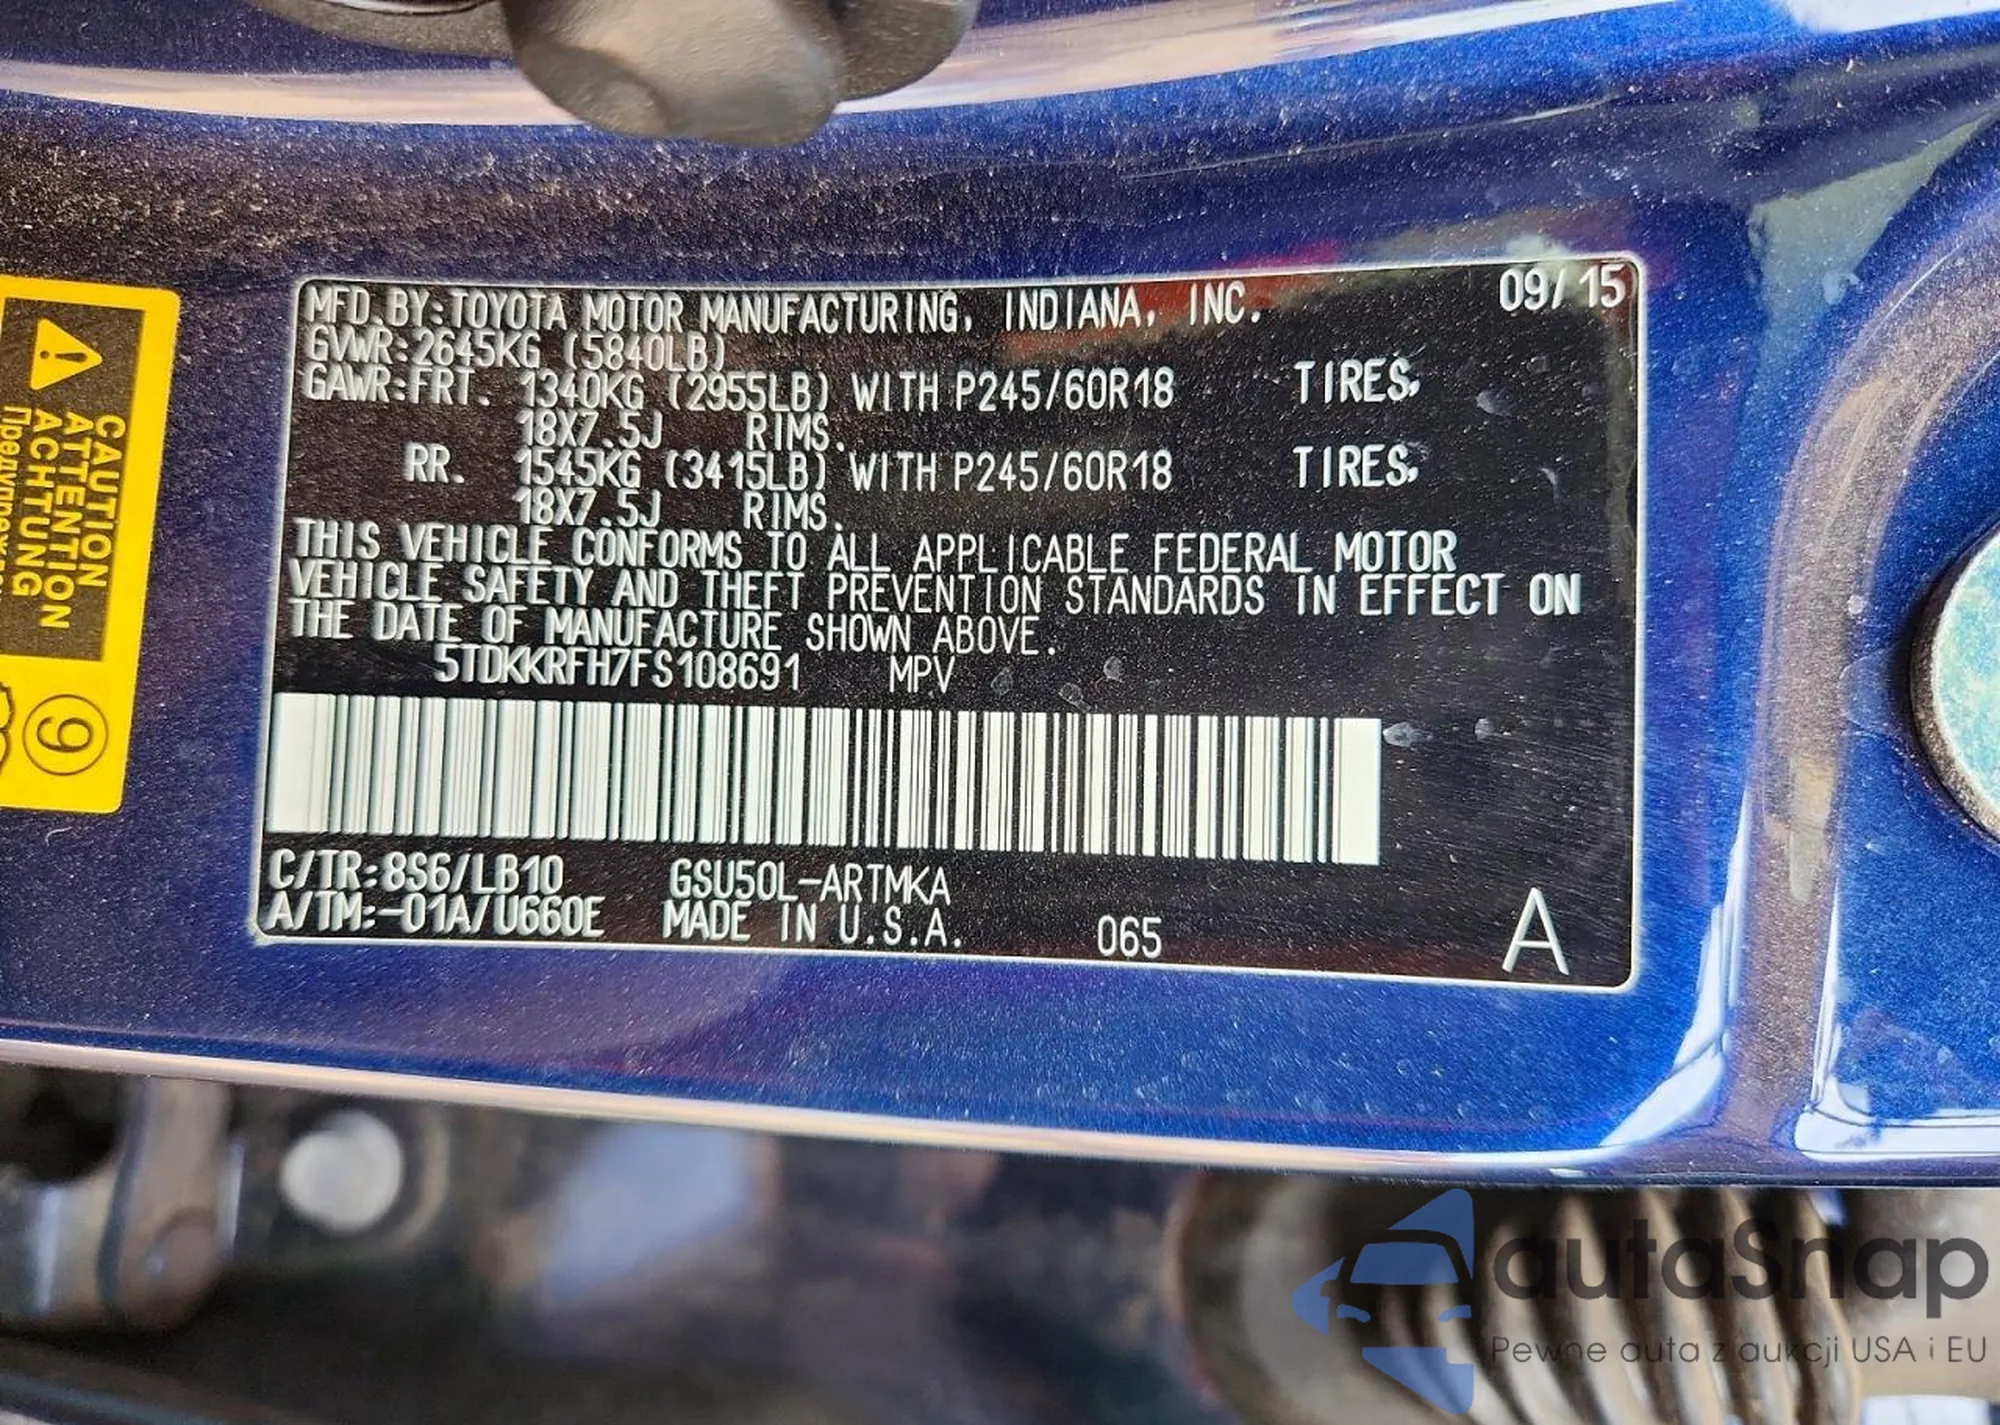 MFD. BY: TOYOTA MOTOR MANUFACTURING, INDIANA, INC. 09/15
GVWR: 2645KG (5840LB)
GAWR: FRT. 1340KG (2955LB) WITH P245/60R18 TIRES,
18X7.5J RIMS.
RR. 1545KG (3415LB) WITH P245/60R18 TIRES,
18X7.5J RIMS.
THIS VEHICLE CONFORMS TO ALL APPLICABLE FEDERAL MOTOR
VEHICLE SAFETY AND THEFT PREVENTION STANDARDS IN EFFECT ON
THE DATE OF MANUFACTURE SHOWN ABOVE.
5TDKKRFH7FS108691 MPV
C/TR: 8S6/LB10 GSU50L-ARTMKA
A/TM: -01A/U660E MADE IN U.S.A. 065 A
CAUTION
ATTENTION
ACHTUNG
9
autaSnap
Pewne auta z aukcji USA i EU